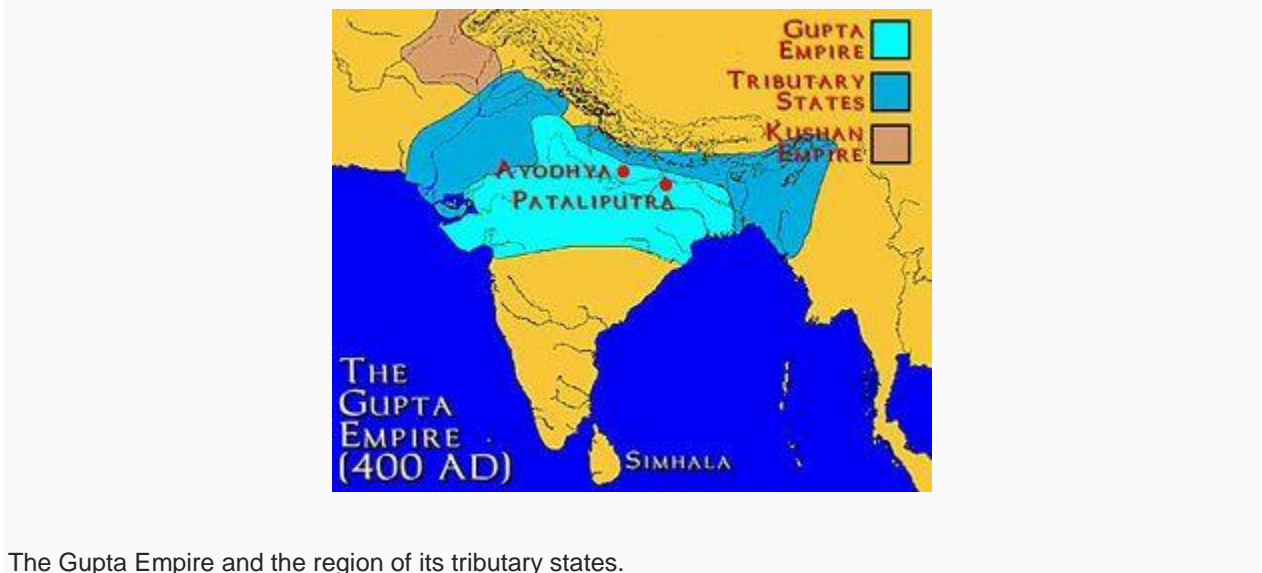 GUPTA
EMPIRE
TRIBUTARY
STATES
KUSHAN
EMPIRE
AYODHYA
PATALIPUTRA
THE
GUPTA
EMPIRE
(400 AD)
SIMHALA
The Gupta Empire and the region of its tributary states.